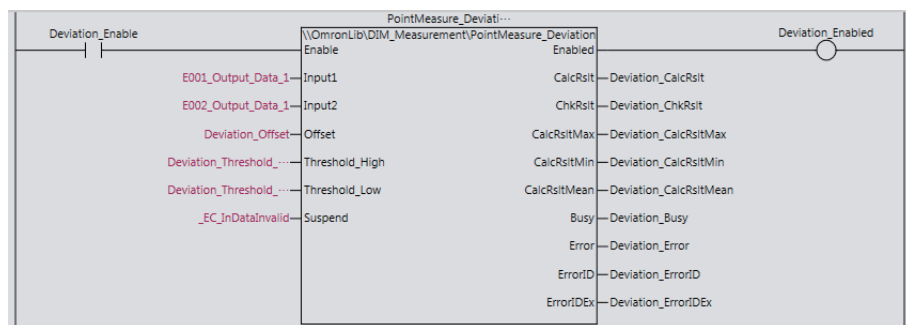 PointMeasure_Deviati···
Deviation_Enable
\\OmronLib\DIM_Measurement\PointMeasure_Deviation
Deviation_Enabled
Enable Enabled
E001_Output_Data_1 Input1 CalcRslt Deviation_CalcRslt
E002_Output_Data_1 Input2 ChkRslt Deviation_ChkRslt
Deviation_Offset Offset CalcRsltMax Deviation_CalcRsltMax
Deviation_Threshold_··· Threshold_High CalcRsltMin Deviation_CalcRsltMin
Deviation_Threshold_··· Threshold_Low CalcRsltMean Deviation_CalcRsltMean
_EC_InDataInvalid Suspend Busy Deviation_Busy
Error Deviation_Error
ErrorID Deviation_ErrorID
ErrorIDEx Deviation_ErrorIDEx